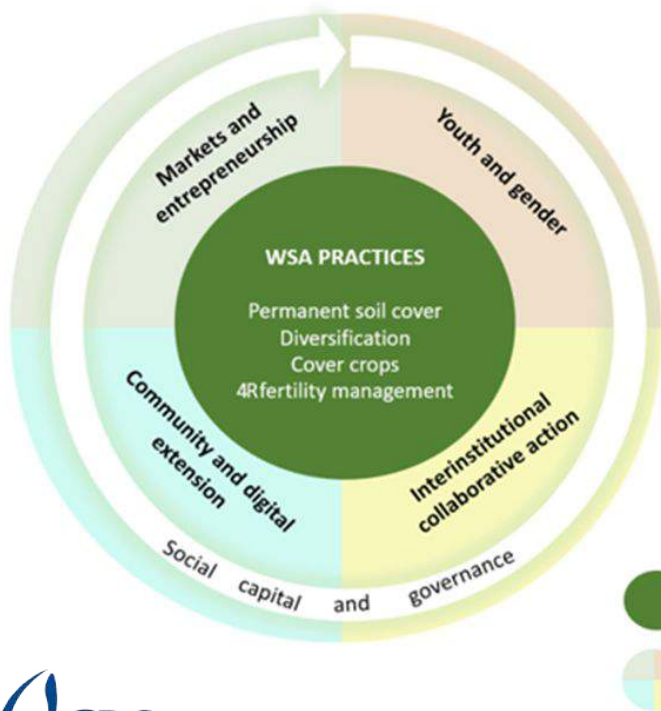 Markets and
entrepreneurship
Youth and gender
WSA PRACTICES
Permanent soil cover
Diversification
Cover crops
4Rfertility management
Community and digital
extension
Interinstitutional
collaborative action
Social capital and governance